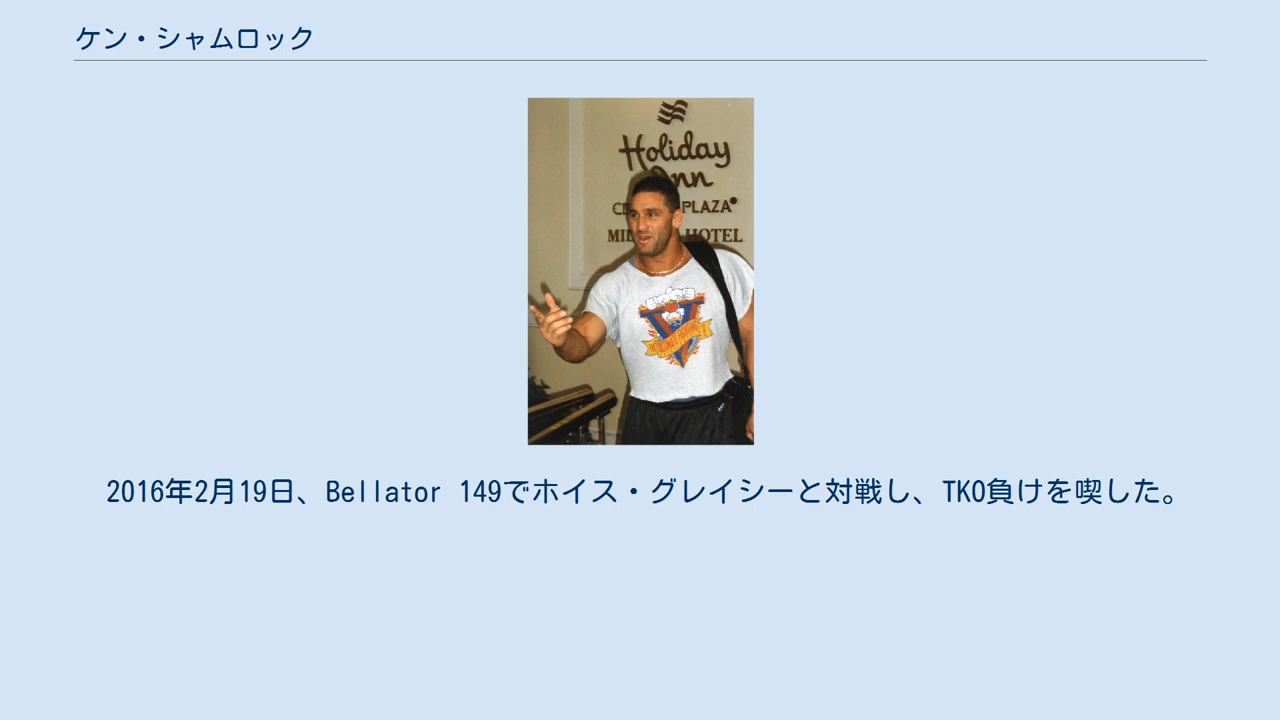 ケン・シャムロック
Holiday
Inn
PLAZA
HOTEL
2016年2月19日、Bellator 149でホイス・グレイシーと対戦し、TKO負けを喫した。